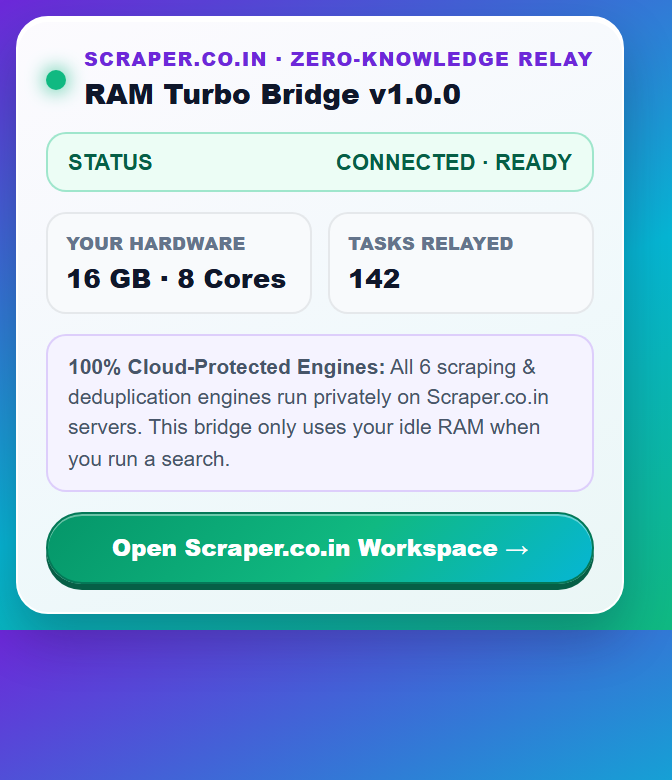 SCRAPER.CO.IN · ZERO-KNOWLEDGE RELAY
RAM Turbo Bridge v1.0.0
STATUS
CONNECTED · READY
YOUR HARDWARE
16 GB · 8 Cores
TASKS RELAYED
142
100% Cloud-Protected Engines: All 6 scraping &
deduplication engines run privately on Scraper.co.in
servers. This bridge only uses your idle RAM when
you run a search.
Open Scraper.co.in Workspace →